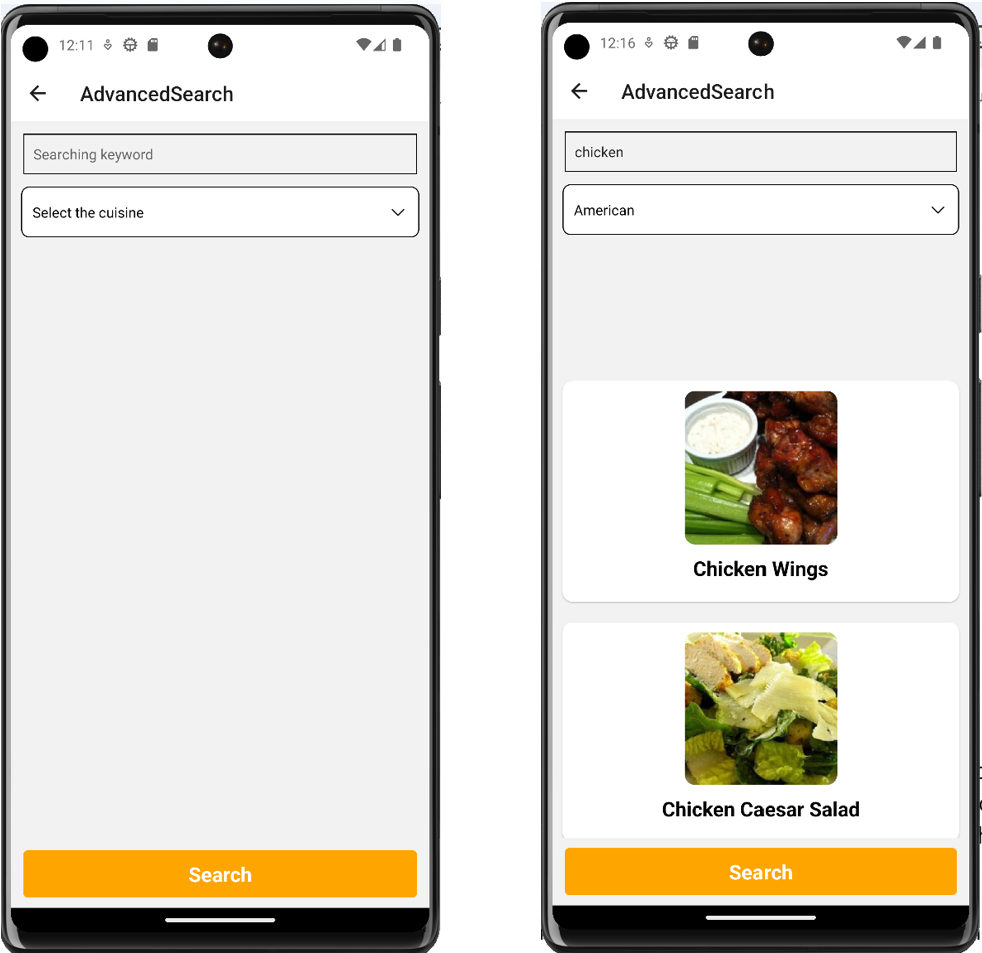 12:11
AdvancedSearch
Searching keyword
Select the cuisine
Search
12:16
AdvancedSearch
chicken
American
Chicken Wings
Chicken Caesar Salad
Search